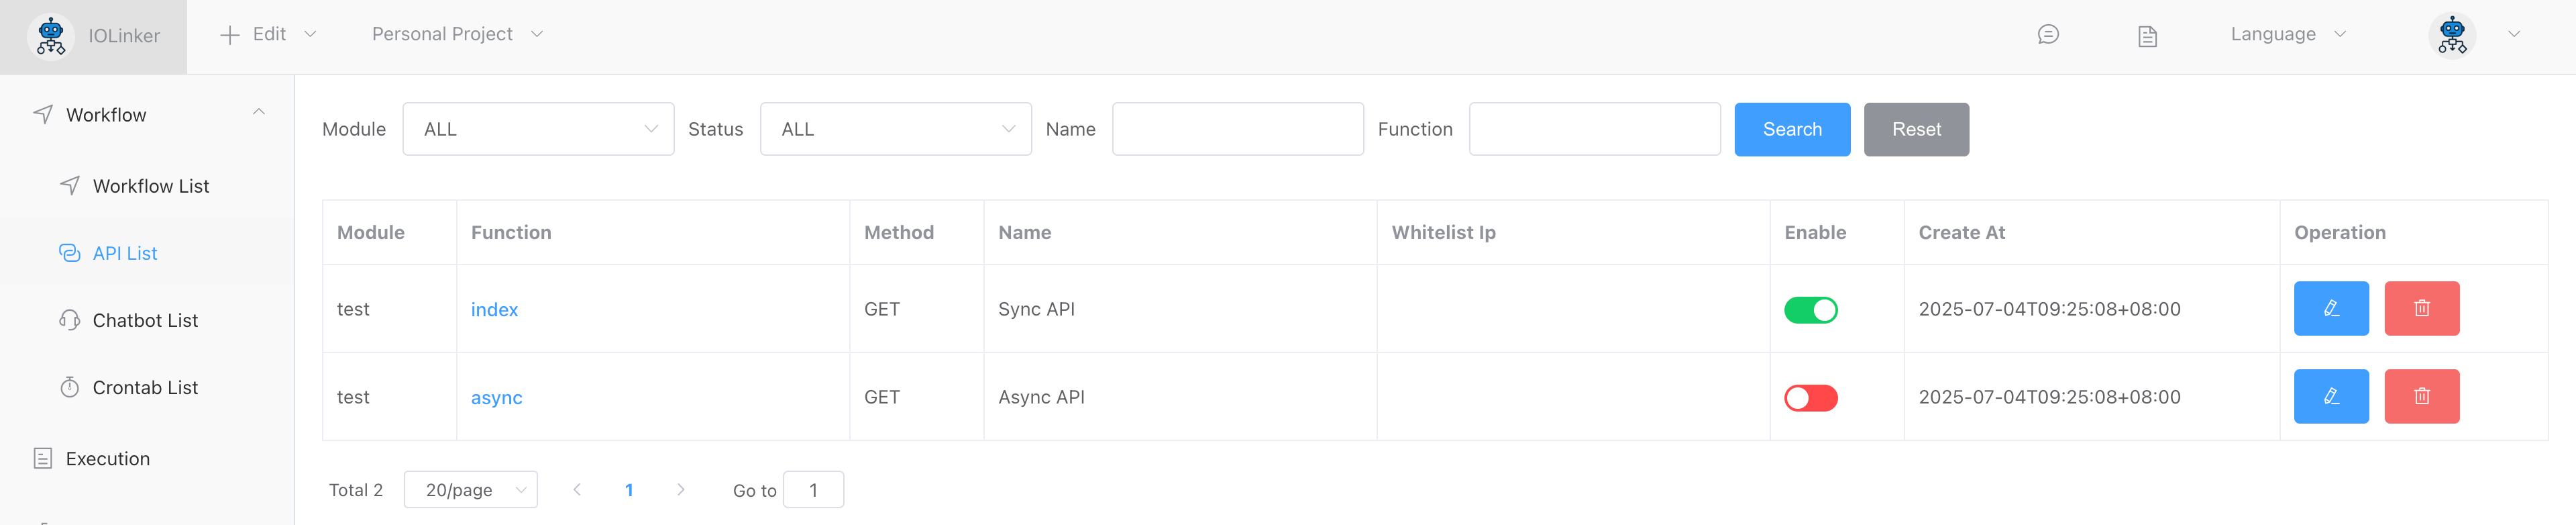 IOLinker
Edit
Personal Project
Language
Workflow
Workflow List
API List
Chatbot List
Crontab List
Execution
Module ALL Status ALL Name Function Search Reset
Module Function Method Name Whitelist Ip Enable Create At Operation
test index GET Sync API 2025-07-04T09:25:08+08:00
test async GET Async API 2025-07-04T09:25:08+08:00
Total 2 20/page 1 Go to 1